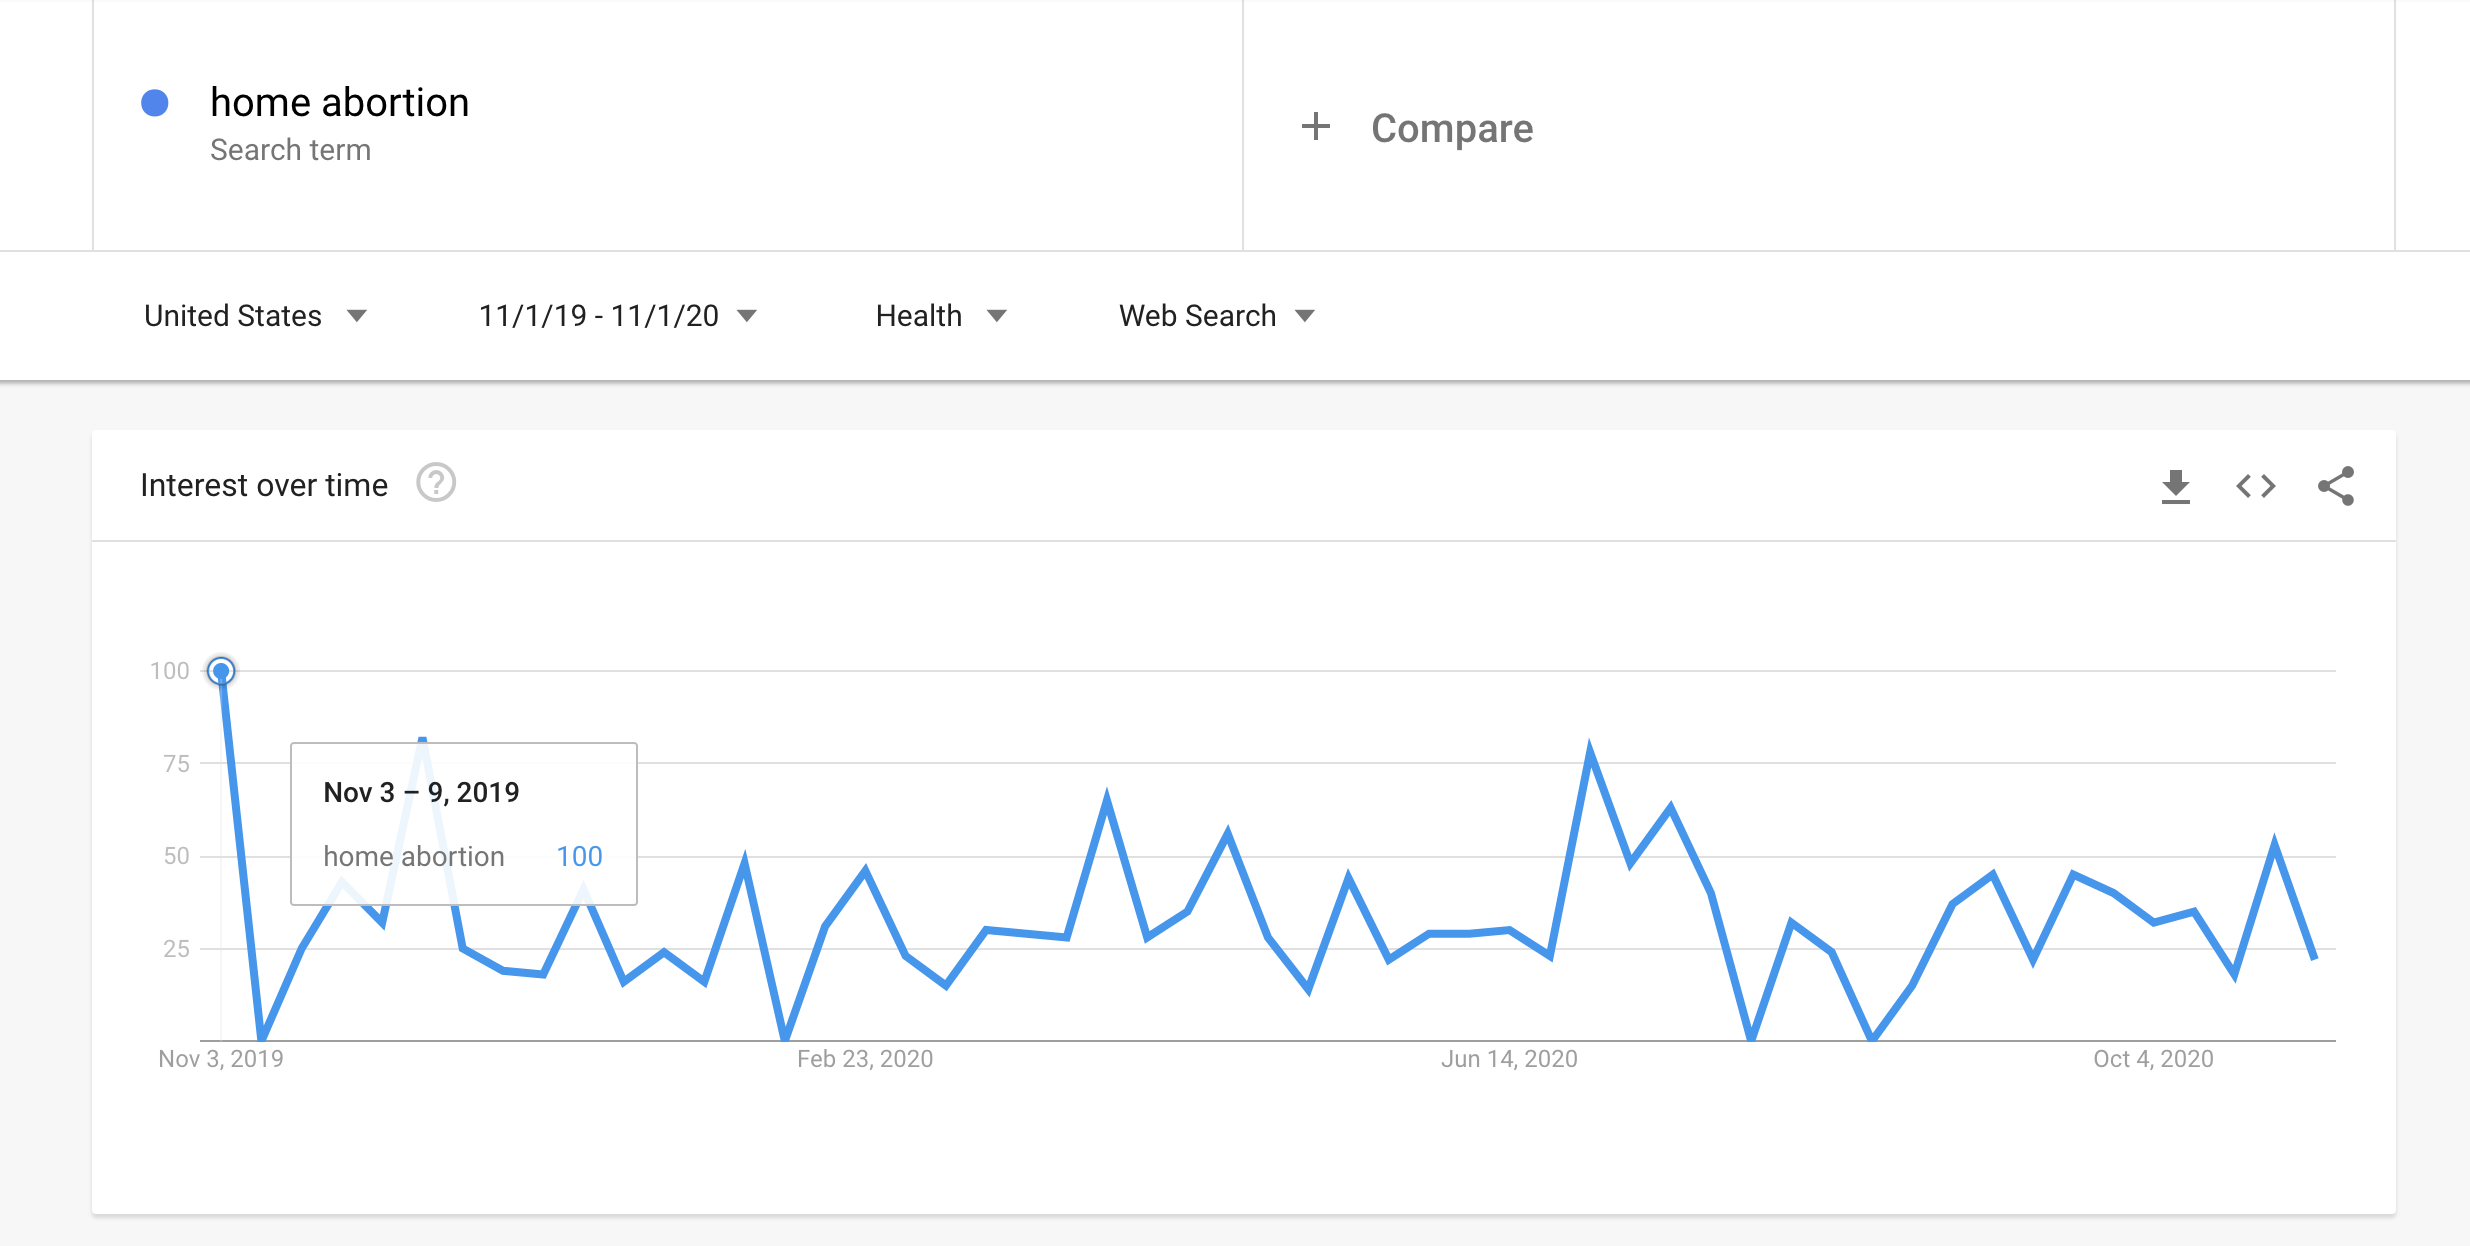 home abortion
Search term
+ Compare
United States
11/1/19 - 11/1/20
Health
Web Search
Interest over time ?
100
75
50
25
Nov 3 – 9, 2019
home abortion 100
Nov 3, 2019
Feb 23, 2020
Jun 14, 2020
Oct 4, 2020